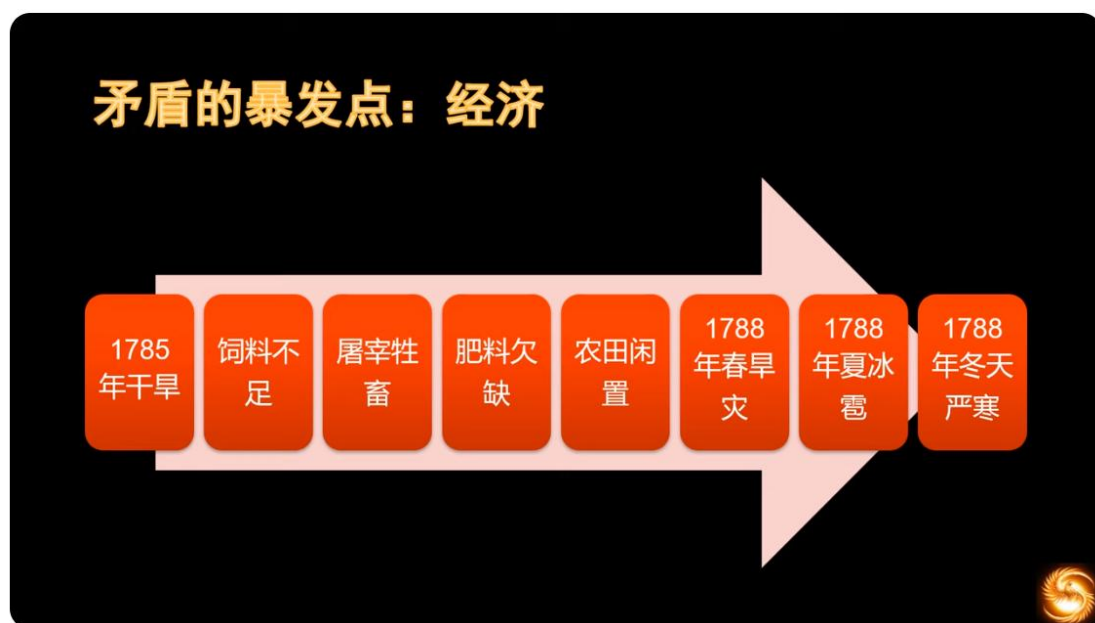 矛盾的暴发点：经济
1785
年干旱
饲料不
足
屠宰牲
畜
肥料欠
缺
农田闲
置
1788
年春旱
灾
1788
年夏冰
雹
1788
年冬天
严寒